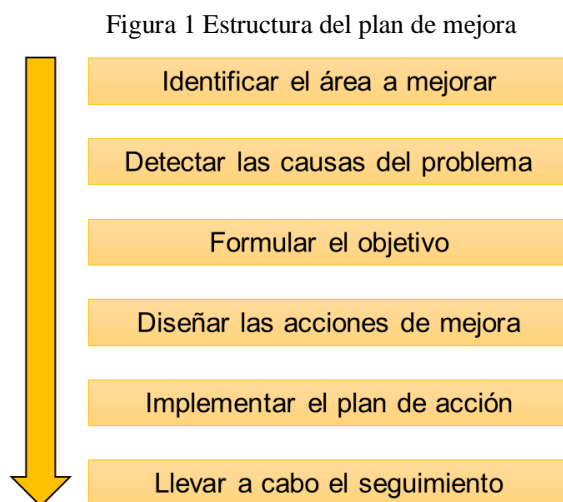 Figura 1 Estructura del plan de mejora
Identificar el área a mejorar
Detectar las causas del problema
Formular el objetivo
Diseñar las acciones de mejora
Implementar el plan de acción
Llevar a cabo el seguimiento